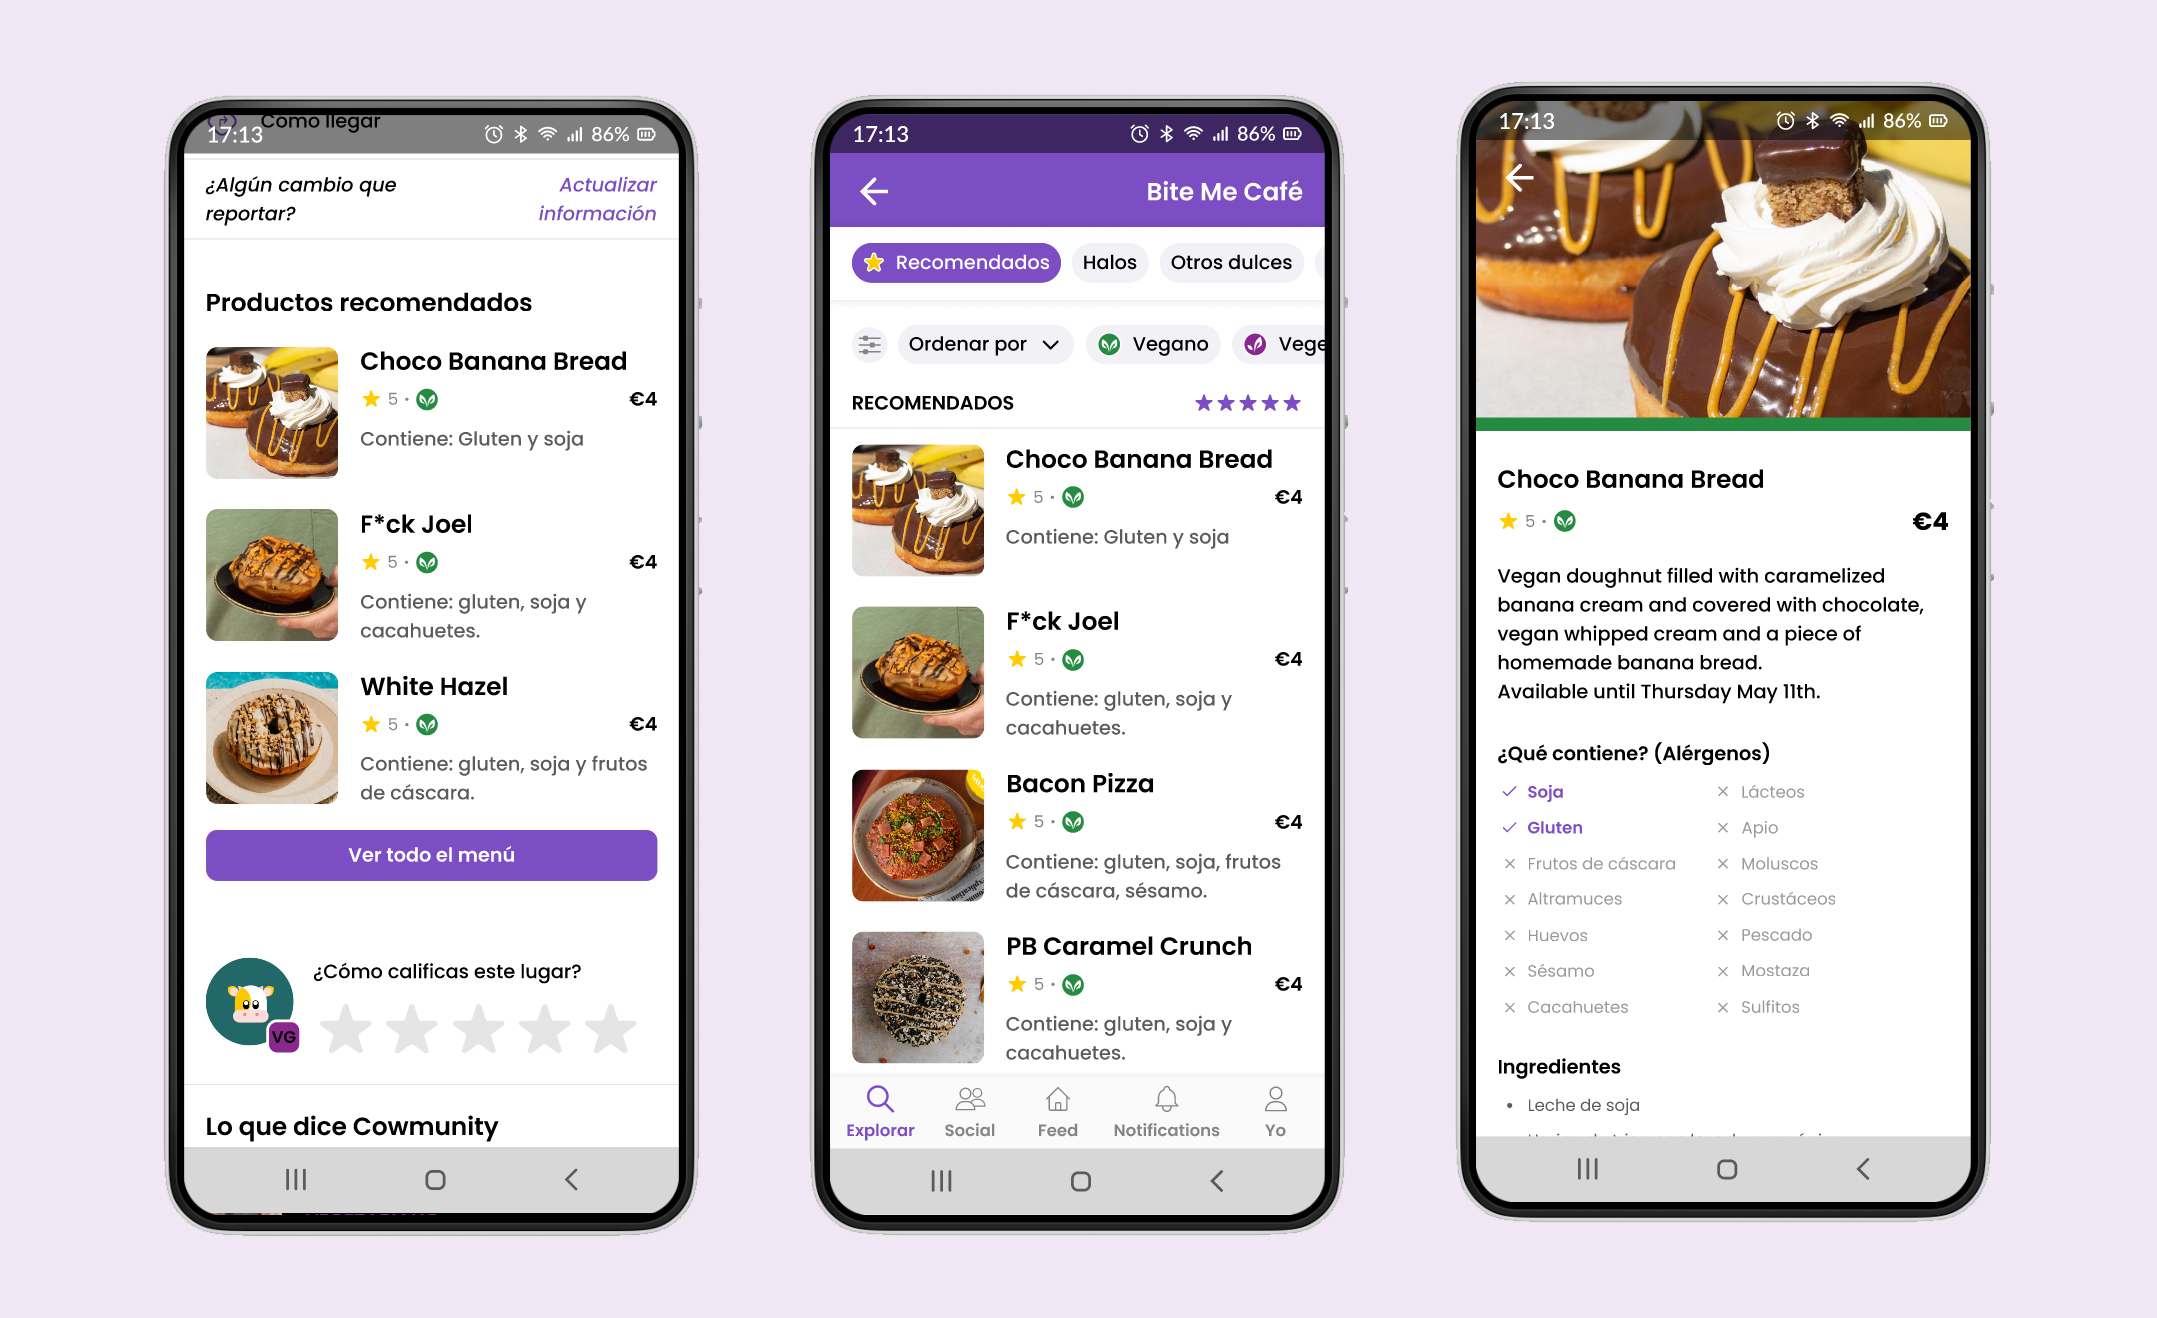 Como llegar
17:13
86%
¿Algún cambio que
reportar?
Actualizar
información
Productos recomendados
Choco Banana Bread
5 •
€4
Contiene: Gluten y soja
F*ck Joel
5 •
€4
Contiene: gluten, soja y
cacahuetes.
White Hazel
5 •
€4
Contiene: gluten, soja y frutos
de cáscara.
Ver todo el menú
¿Cómo calificas este lugar?
VG
Lo que dice Cowmunity
17:13
86%
Bite Me Café
Recomendados
Halos
Otros dulces
Ordenar por
Vegano
Vege
RECOMENDADOS
Choco Banana Bread
5 •
€4
Contiene: Gluten y soja
F*ck Joel
5 •
€4
Contiene: gluten, soja y
cacahuetes.
Bacon Pizza
5 •
€4
Contiene: gluten, soja, frutos
de cáscara, sésamo.
PB Caramel Crunch
5 •
€4
Contiene: gluten, soja y
cacahuetes.
Explorar
Social
Feed
Notifications
Yo
17:13
86%
Choco Banana Bread
5 •
€4
Vegan doughnut filled with caramelized
banana cream and covered with chocolate,
vegan whipped cream and a piece of
homemade banana bread.
Available until Thursday May 11th.
¿Qué contiene? (Alérgenos)
Soja
Lácteos
Gluten
Apio
Frutos de cáscara
Moluscos
Altramuces
Crustáceos
Huevos
Pescado
Sésamo
Mostaza
Cacahuetes
Sulfitos
Ingredientes
• Leche de soja